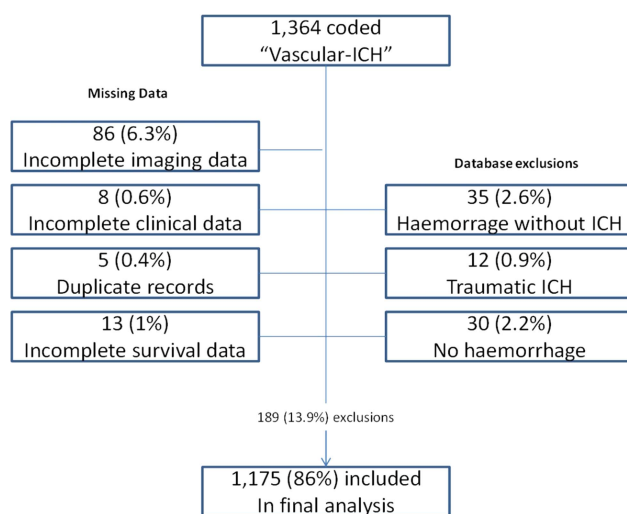 1,364 coded
“Vascular-ICH”
Missing Data
86 (6.3%)
Incomplete imaging data
Database exclusions
8 (0.6%)
Incomplete clinical data
35 (2.6%)
Haemorrage without ICH
5 (0.4%)
Duplicate records
12 (0.9%)
Traumatic ICH
13 (1%)
Incomplete survival data
30 (2.2%)
No haemorrhage
189 (13.9%) exclusions
1,175 (86%) included
In final analysis